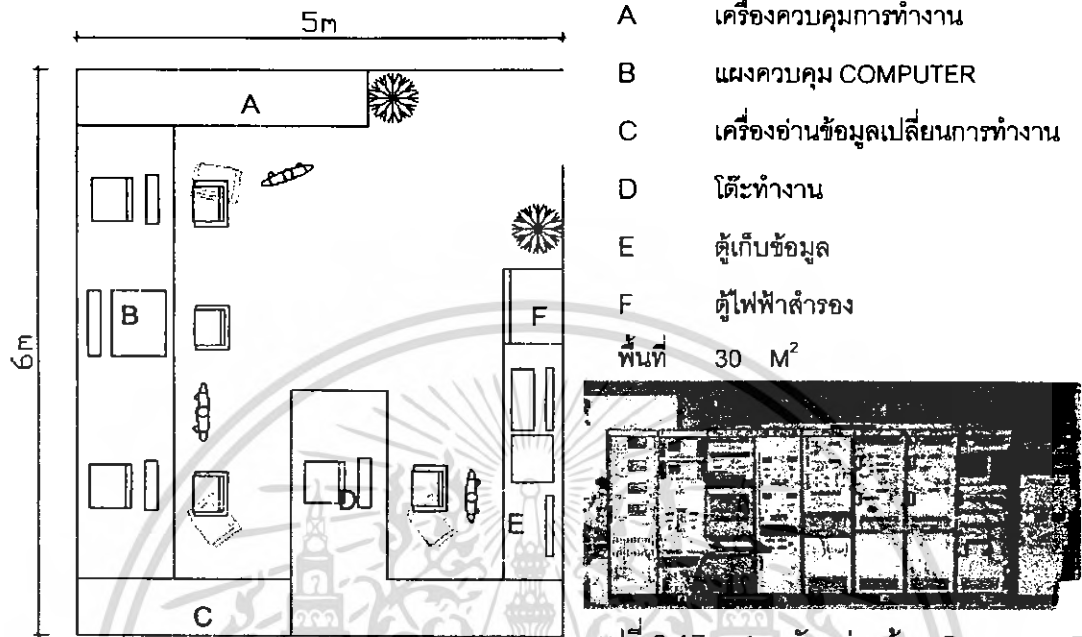 5m
6m
A
B
C
D
E
F
A เครื่องควบคุมการทำงาน
B แผงควบคุม COMPUTER
C เครื่องอ่านข้อมูลเปลี่ยนการทำงาน
D โต๊ะทำงาน
E ตู้เก็บข้อมูล
F ตู้ไฟฟ้าสำรอง
พื้นที่ 30 M²